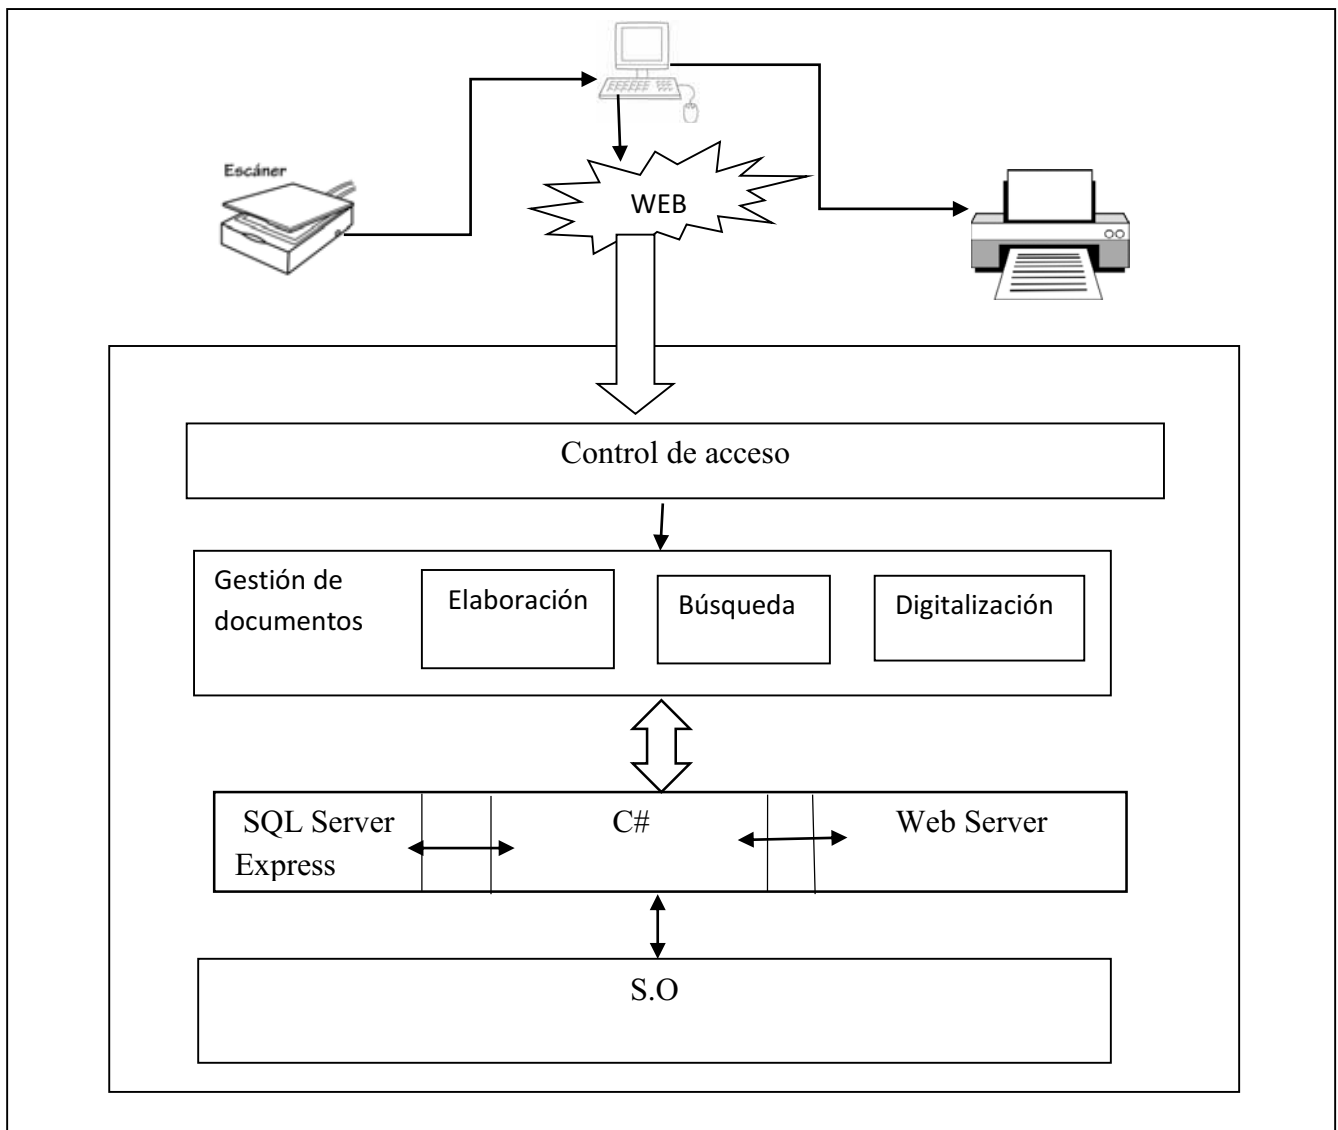 Escáner
WEB
Control de acceso
Gestión de
documentos
Elaboración
Búsqueda
Digitalización
SQL Server
Express
C#
Web Server
S.O